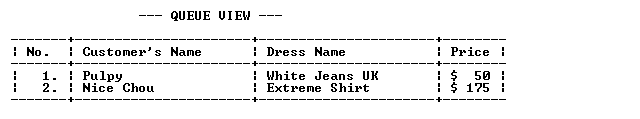 --- QUEUE VIEW ---
No. | Customer's Name | Dress Name | Price
1. | Pulpy | White Jeans UK | $ 50
2. | Nice Chou | Extreme Shirt | $ 175